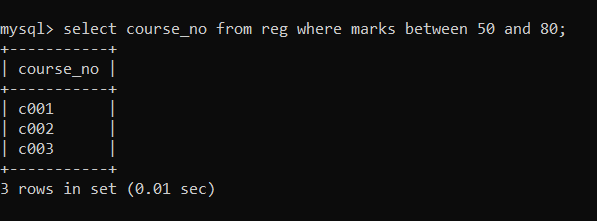 mysql> select course_no from reg where marks between 50 and 80;
+-----------+
| course_no |
+-----------+
| c001      |
| c002      |
| c003      |
+-----------+
3 rows in set (0.01 sec)